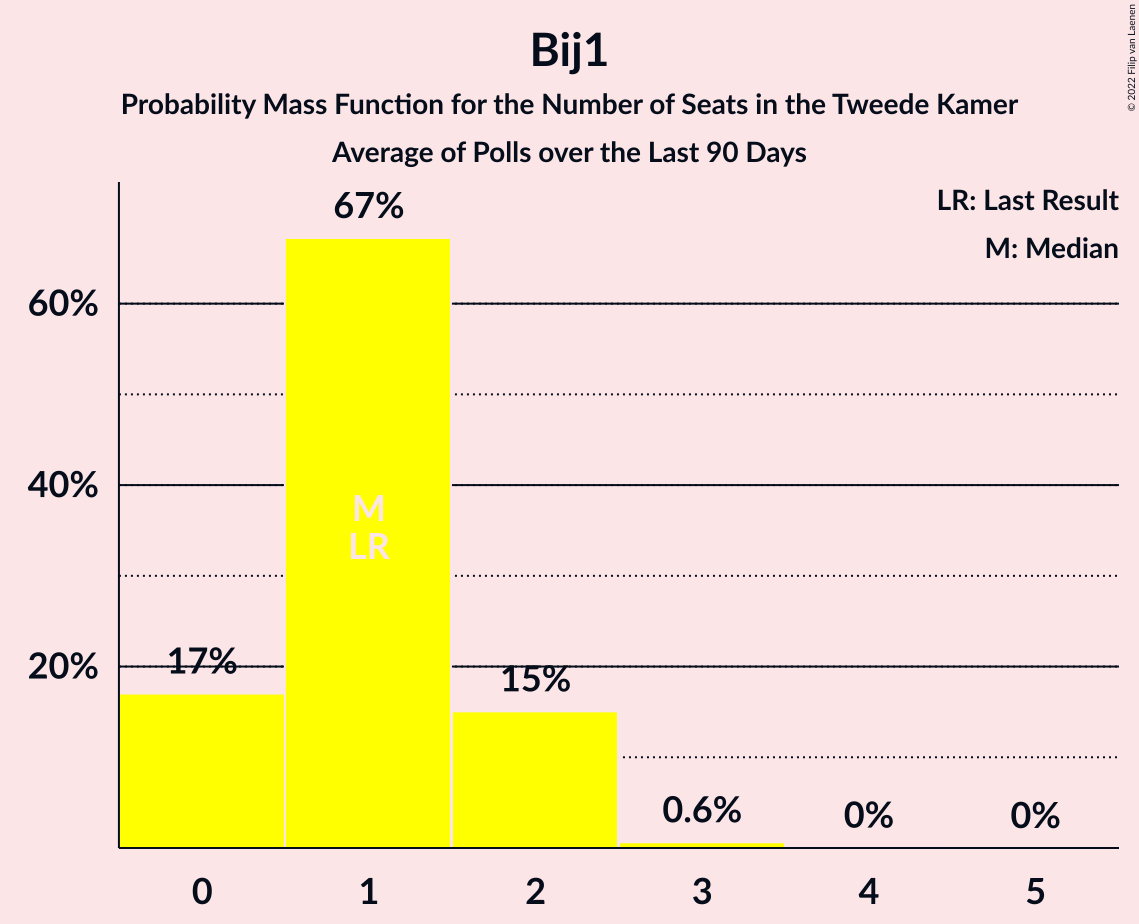 Bij1
Probability Mass Function for the Number of Seats in the Tweede Kamer
Average of Polls over the Last 90 Days
© 2022 Filip van Laenen
LR: Last Result
M: Median
67%
60%
40%
M
LR
20%
17%
15%
0.6%
0%
0%
0 1 2 3 4 5